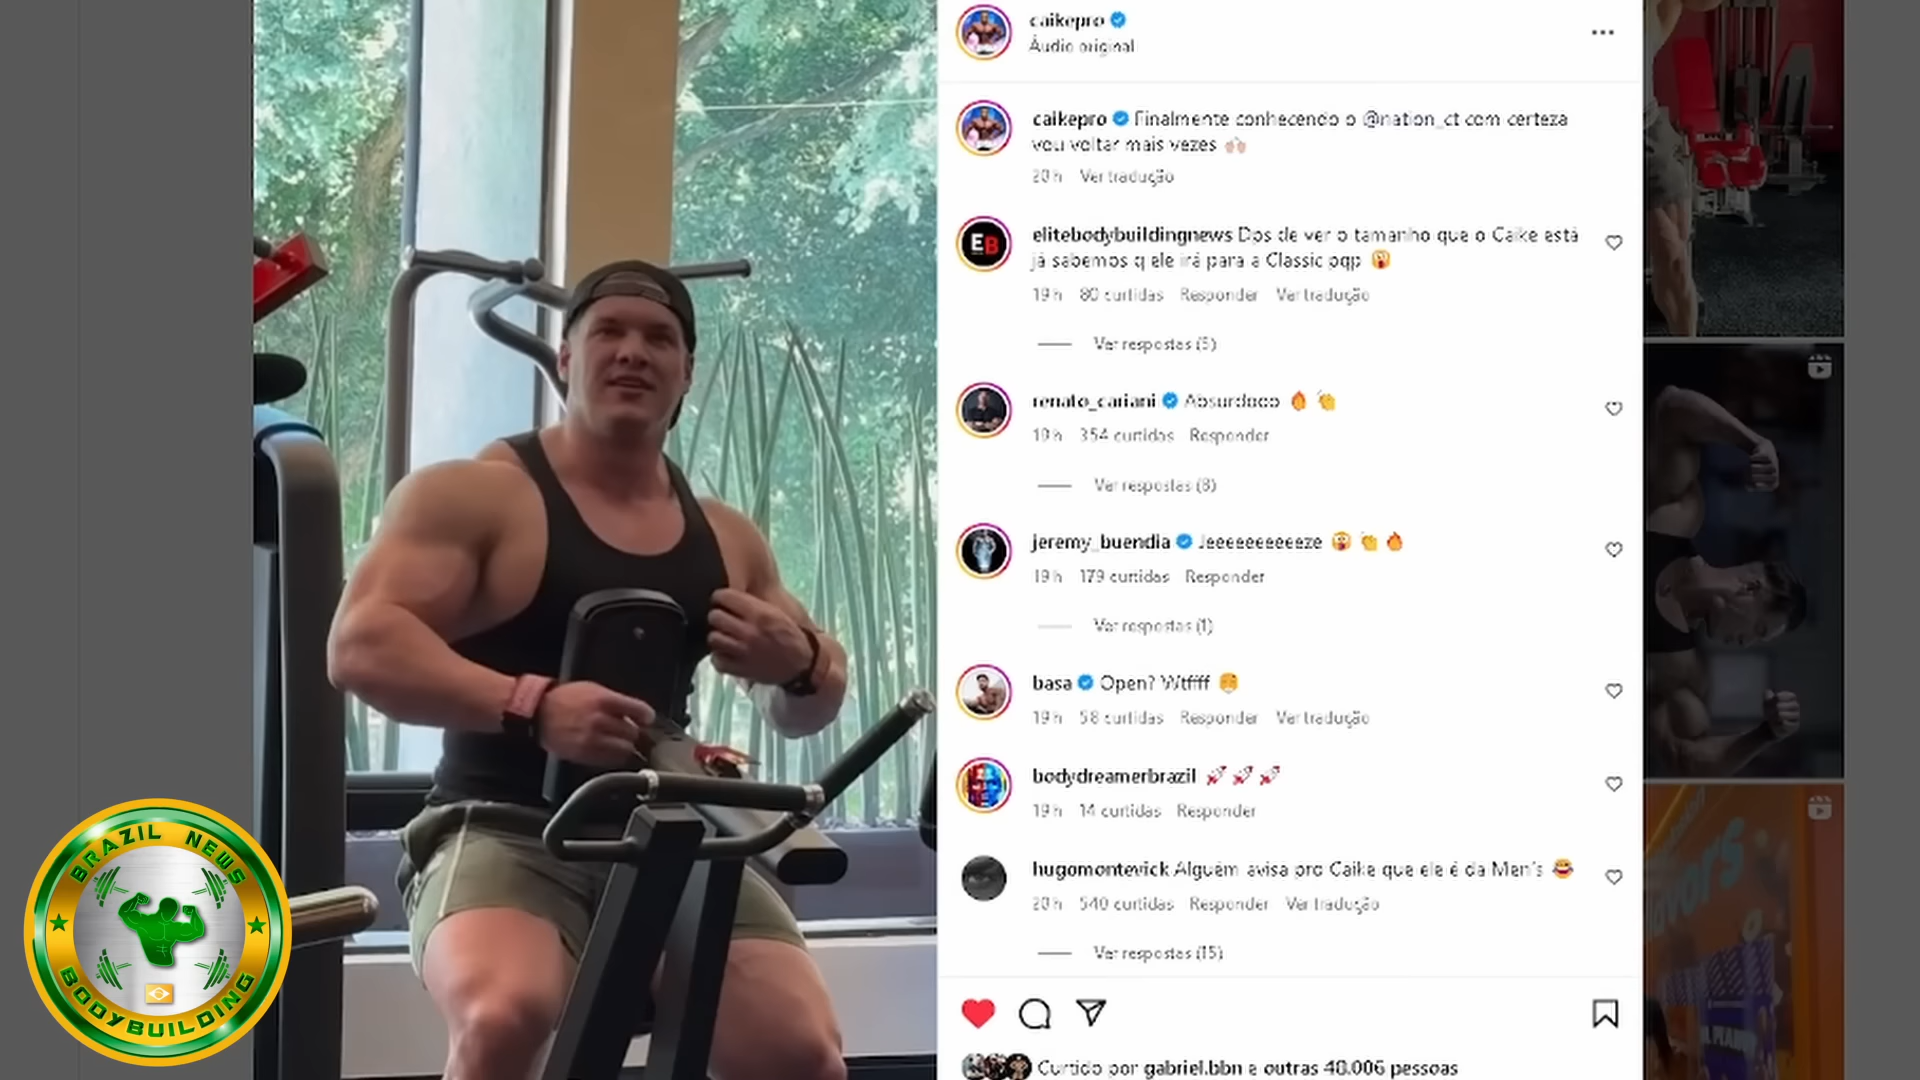 caikepro
Áudio original
caikepro Finalmente conhecendo o @nation_ct com certeza
vou voltar mais vezes 🙌🏻
20 h Ver tradução
elitebodybuildingnews Dps de ver o tamanho que o Caike está
já sabemos q ele irá para a Classic pqp 😱
19 h 80 curtidas Responder Ver tradução
Ver respostas (5)
renato_cariani Absurdooo 🔥 👏
19 h 354 curtidas Responder
Ver respostas (8)
jeremy_buendia Jeeeeeeeeeeze 😱 👏 🔥
19 h 179 curtidas Responder
Ver respostas (1)
basa Open? Wtffff
19 h 58 curtidas Responder Ver tradução
bodydreamerbrazil 🚀 🚀 🚀
19 h 14 curtidas Responder
hugomontevick Alguém avisa pro Caike que ele é da Men's 😂
20 h 540 curtidas Responder Ver tradução
Ver respostas (15)
Curtido por gabriel.bbn e outras 40.006 pessoas
BRAZIL NEWS
BODYBUILDING
EB